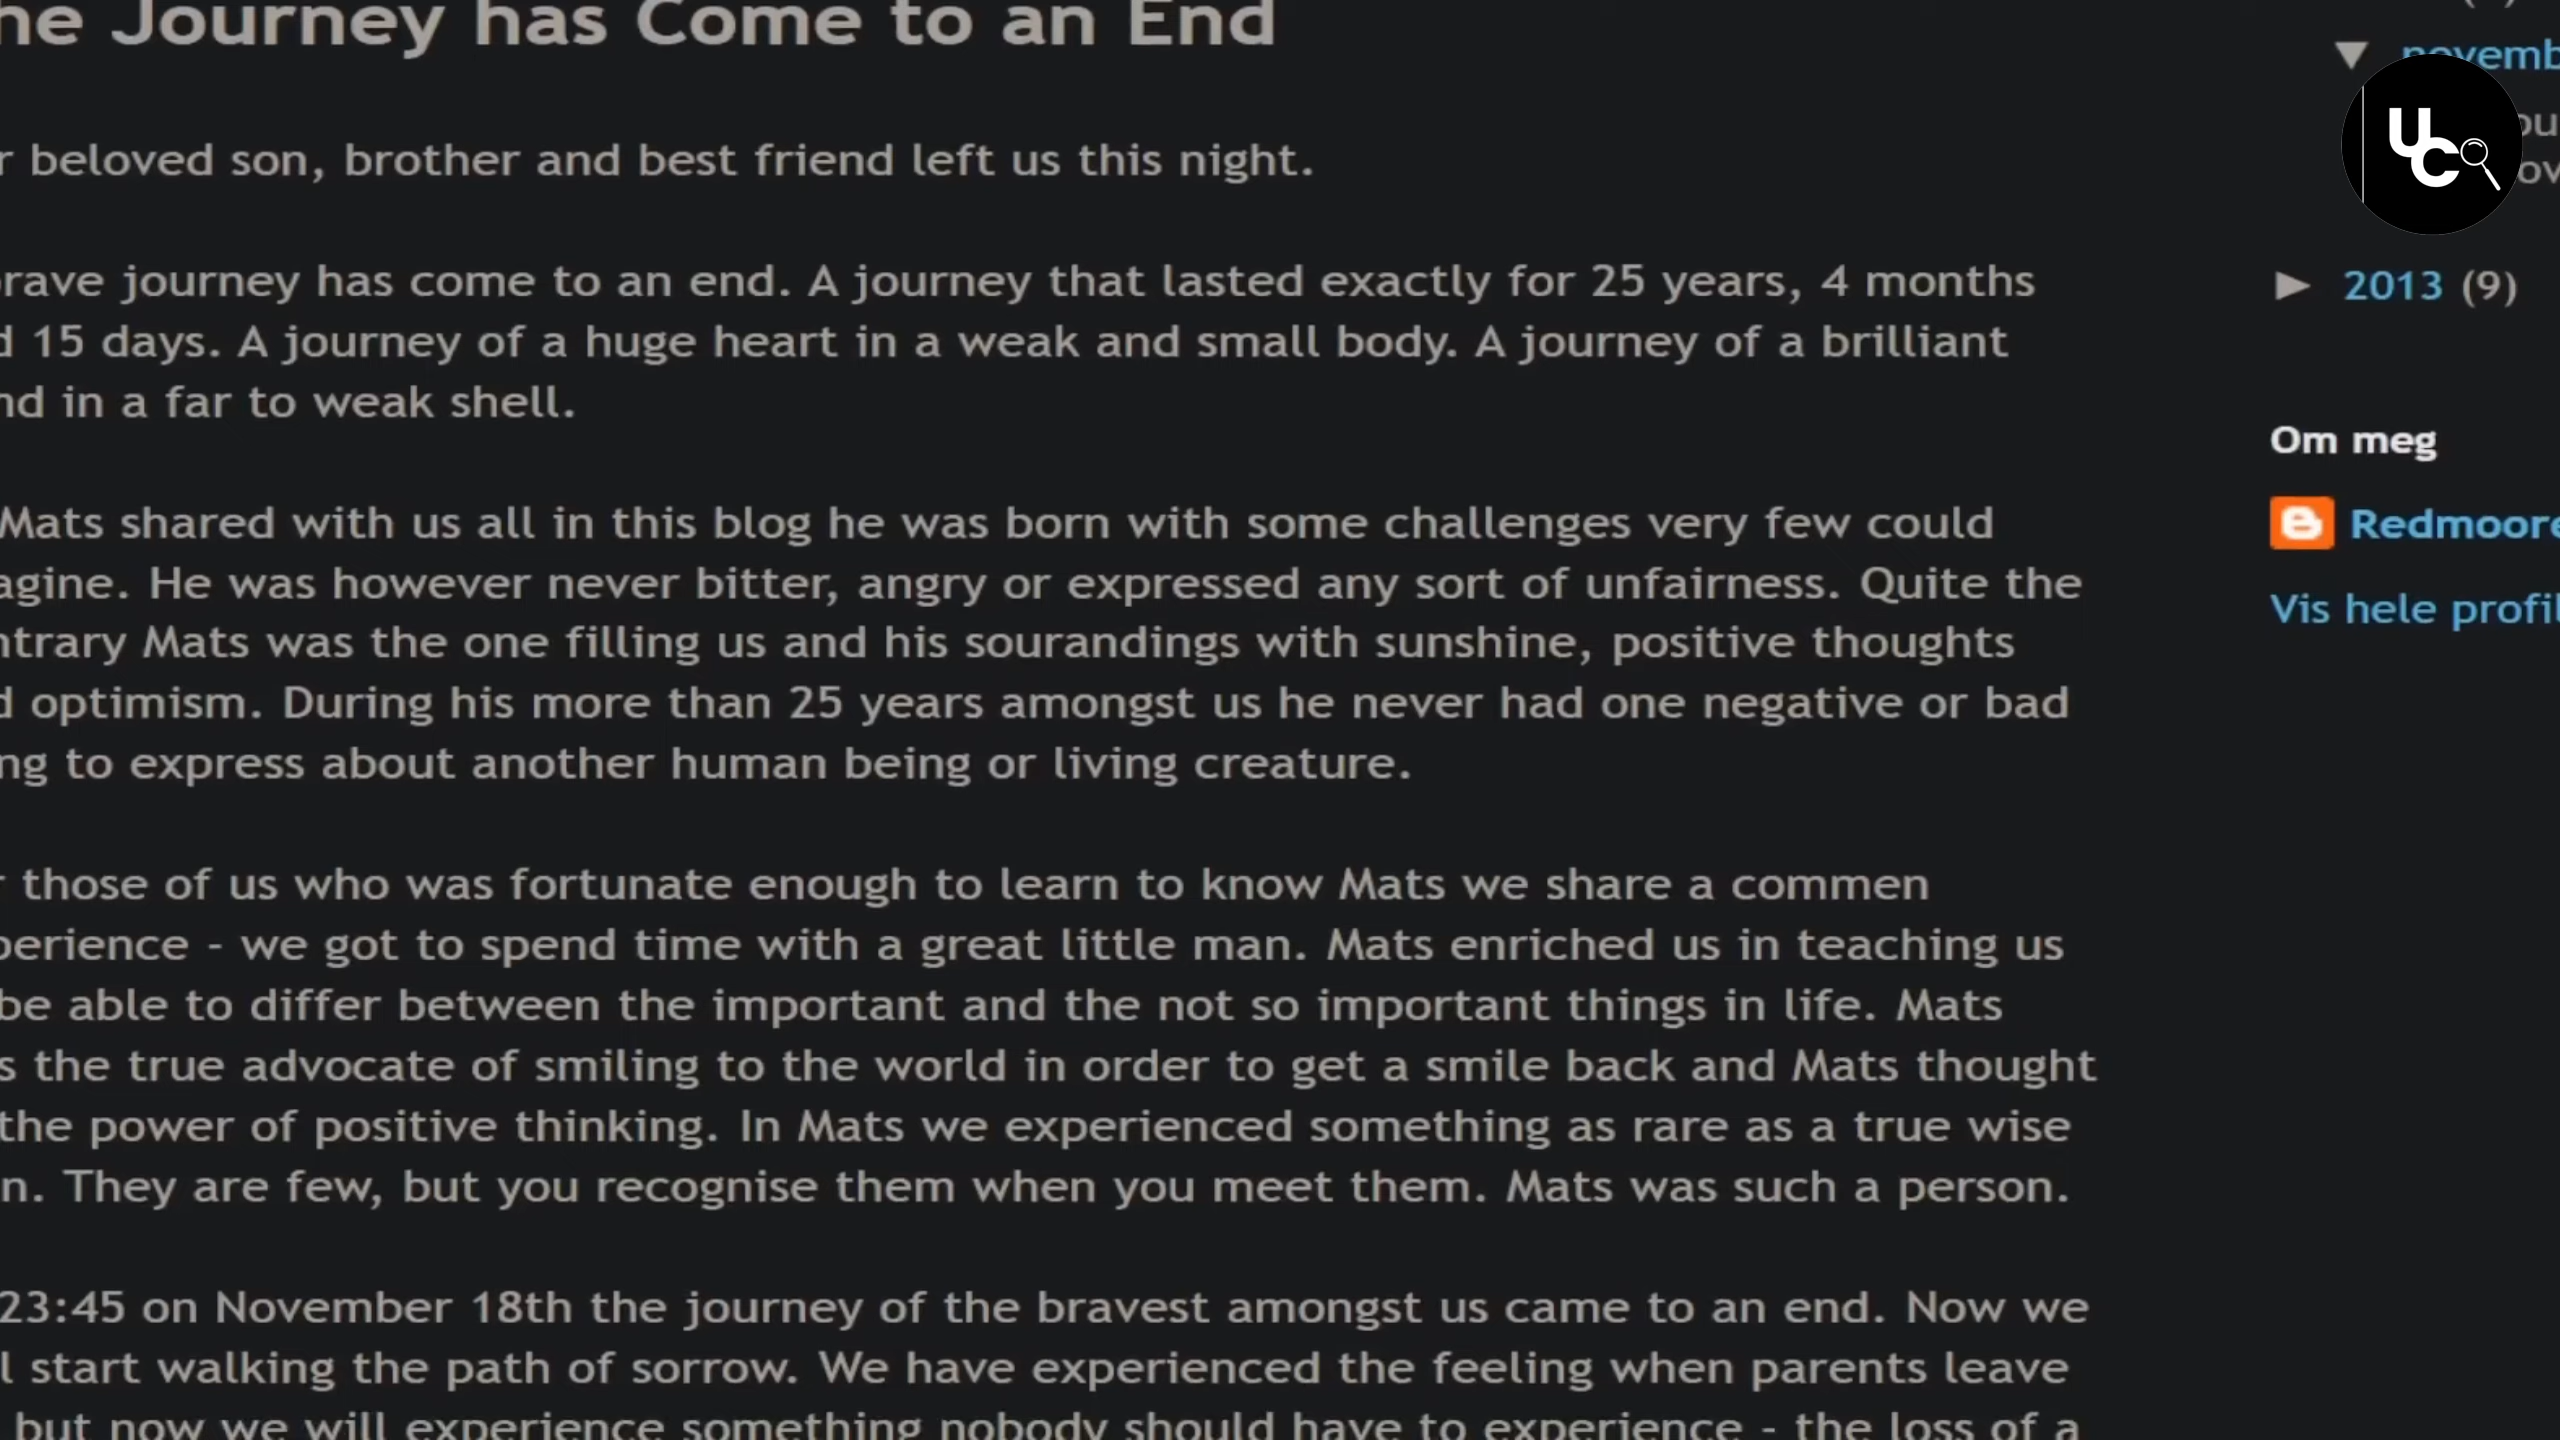 he Journey has Come to an End
r beloved son, brother and best friend left us this night.
rave journey has come to an end. A journey that lasted exactly for 25 years, 4 months
d 15 days. A journey of a huge heart in a weak and small body. A journey of a brilliant
nd in a far to weak shell.
Mats shared with us all in this blog he was born with some challenges very few could
agine. He was however never bitter, angry or expressed any sort of unfairness. Quite the
ntrary Mats was the one filling us and his sourandings with sunshine, positive thoughts
d optimism. During his more than 25 years amongst us he never had one negative or bad
ng to express about another human being or living creature.
r those of us who was fortunate enough to learn to know Mats we share a commen
perience - we got to spend time with a great little man. Mats enriched us in teaching us
be able to differ between the important and the not so important things in life. Mats
s the true advocate of smiling to the world in order to get a smile back and Mats thought
the power of positive thinking. In Mats we experienced something as rare as a true wise
n. They are few, but you recognise them when you meet them. Mats was such a person.
23:45 on November 18th the journey of the bravest amongst us came to an end. Now we
l start walking the path of sorrow. We have experienced the feeling when parents leave
but now we will experience something nobody should have to experience - the loss of a
▼ novemb
UC
ou
ov
► 2013 (9)
Om meg
Redmoore
Vis hele profil